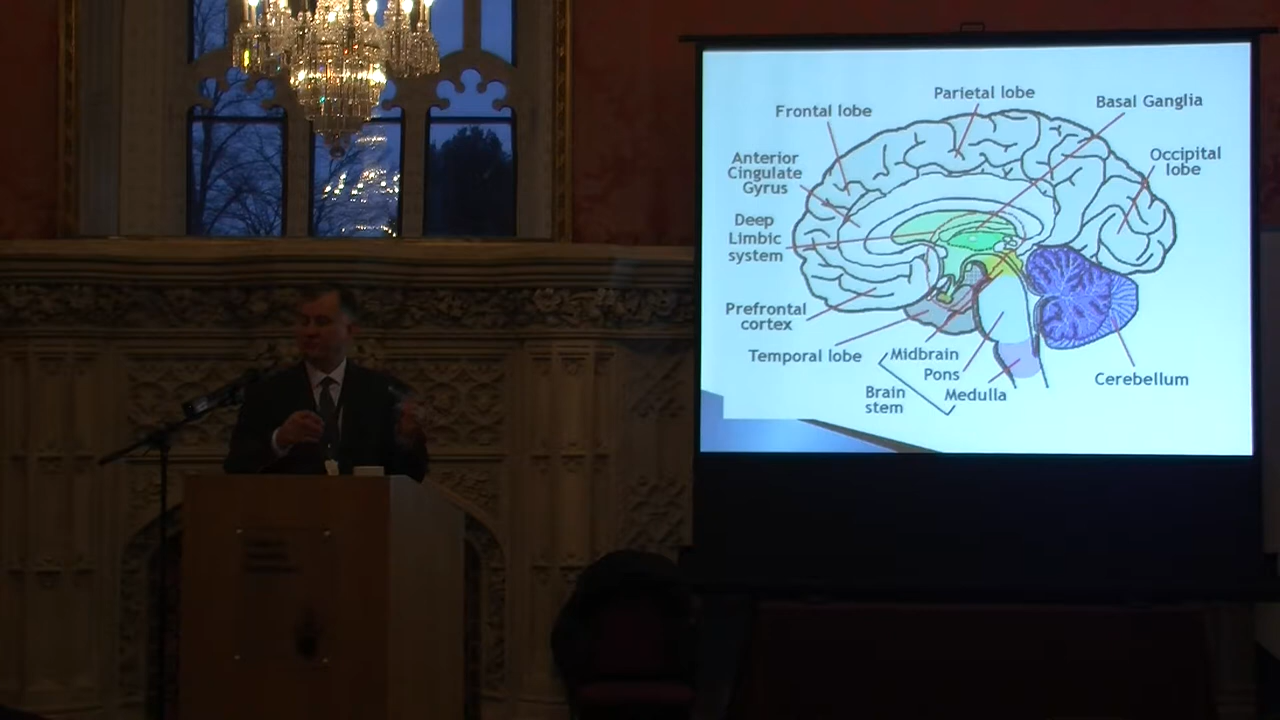 Parietal lobe
Frontal lobe
Basal Ganglia
Anterior
Cingulate
Gyrus
Occipital
lobe
Deep
Limbic
system
Prefrontal
cortex
Temporal lobe
Midbrain
Pons
Medulla
Brain
stem
Cerebellum